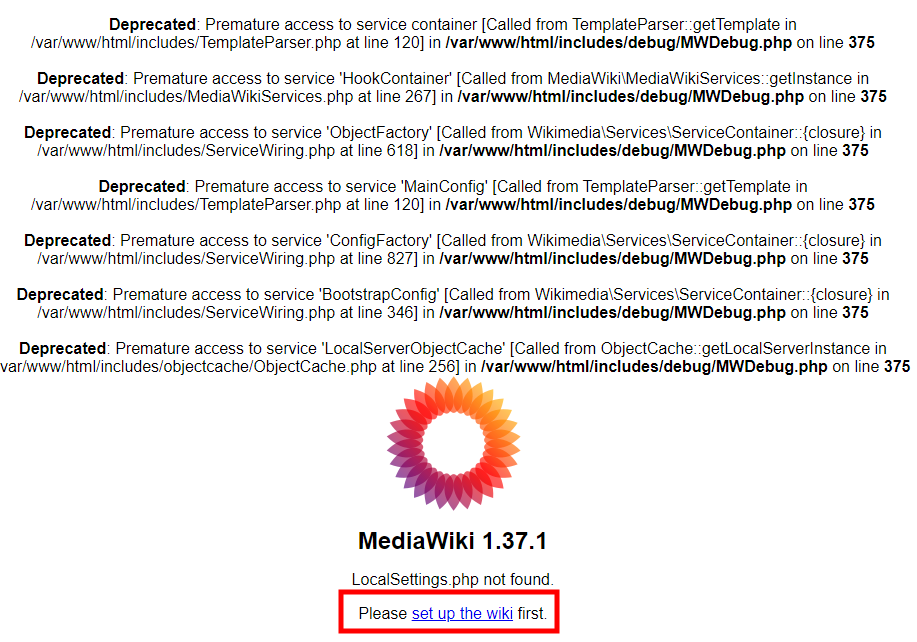 Deprecated: Premature access to service container [Called from TemplateParser::getTemplate in
/var/www/html/includes/TemplateParser.php at line 120] in /var/www/html/includes/debug/MWDebug.php on line 375
Deprecated: Premature access to service 'HookContainer' [Called from MediaWiki\MediaWikiServices::getInstance in
/var/www/html/includes/MediaWikiServices.php at line 267] in /var/www/html/includes/debug/MWDebug.php on line 375
Deprecated: Premature access to service 'ObjectFactory' [Called from Wikimedia\Services\ServiceContainer::{closure} in
/var/www/html/includes/ServiceWiring.php at line 618] in /var/www/html/includes/debug/MWDebug.php on line 375
Deprecated: Premature access to service 'MainConfig' [Called from TemplateParser::getTemplate in
/var/www/html/includes/TemplateParser.php at line 120] in /var/www/html/includes/debug/MWDebug.php on line 375
Deprecated: Premature access to service 'ConfigFactory' [Called from Wikimedia\Services\ServiceContainer::{closure} in
/var/www/html/includes/ServiceWiring.php at line 827] in /var/www/html/includes/debug/MWDebug.php on line 375
Deprecated: Premature access to service 'BootstrapConfig' [Called from Wikimedia\Services\ServiceContainer::{closure} in
/var/www/html/includes/ServiceWiring.php at line 346] in /var/www/html/includes/debug/MWDebug.php on line 375
Deprecated: Premature access to service 'LocalServerObjectCache' [Called from ObjectCache::getLocalServerInstance in
var/www/html/includes/objectcache/ObjectCache.php at line 256] in /var/www/html/includes/debug/MWDebug.php on line 375
MediaWiki 1.37.1
LocalSettings.php not found.
Please set up the wiki first.